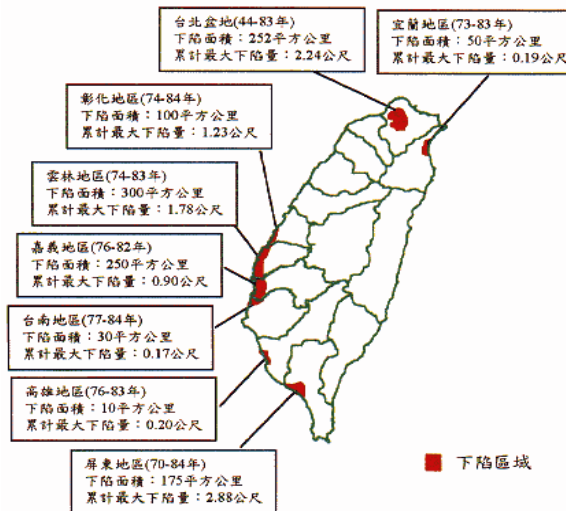 台北盆地(44-83年)
下陷面積：252平方公里
累計最大下陷量：2.24公尺
宜蘭地區(73-83年)
下陷面積：50平方公里
累計最大下陷量：0.19公尺
彰化地區(74-84年)
下陷面積：100平方公里
累計最大下陷量：1.23公尺
雲林地區(74-83年)
下陷面積：300平方公里
累計最大下陷量：1.78公尺
嘉義地區(76-82年)
下陷面積：250平方公里
累計最大下陷量：0.90公尺
台南地區(77-84年)
下陷面積：30平方公里
累計最大下陷量：0.17公尺
高雄地區(76-83年)
下陷面積：10平方公里
累計最大下陷量：0.20公尺
屏東地區(70-84年)
下陷面積：175平方公里
累計最大下陷量：2.88公尺
下陷區域